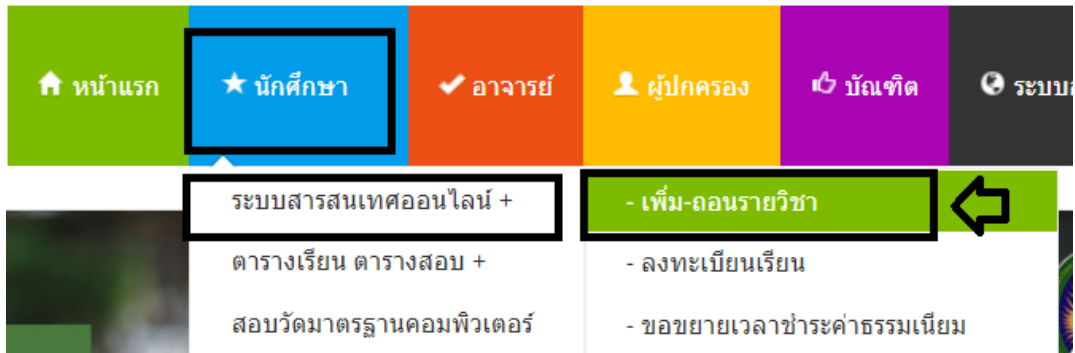 หน้าแรก นักศึกษา อาจารย์ ผู้ปกครอง บัณฑิต
ระบบสารสนเทศออนไลน์ + - เพิ่ม-ถอนรายวิชา
ตารางเรียน ตารางสอบ + - ลงทะเบียนเรียน
สอบวัดมาตรฐานคอมพิวเตอร์ - ขอขยายเวลาชำระค่าธรรมเนียม